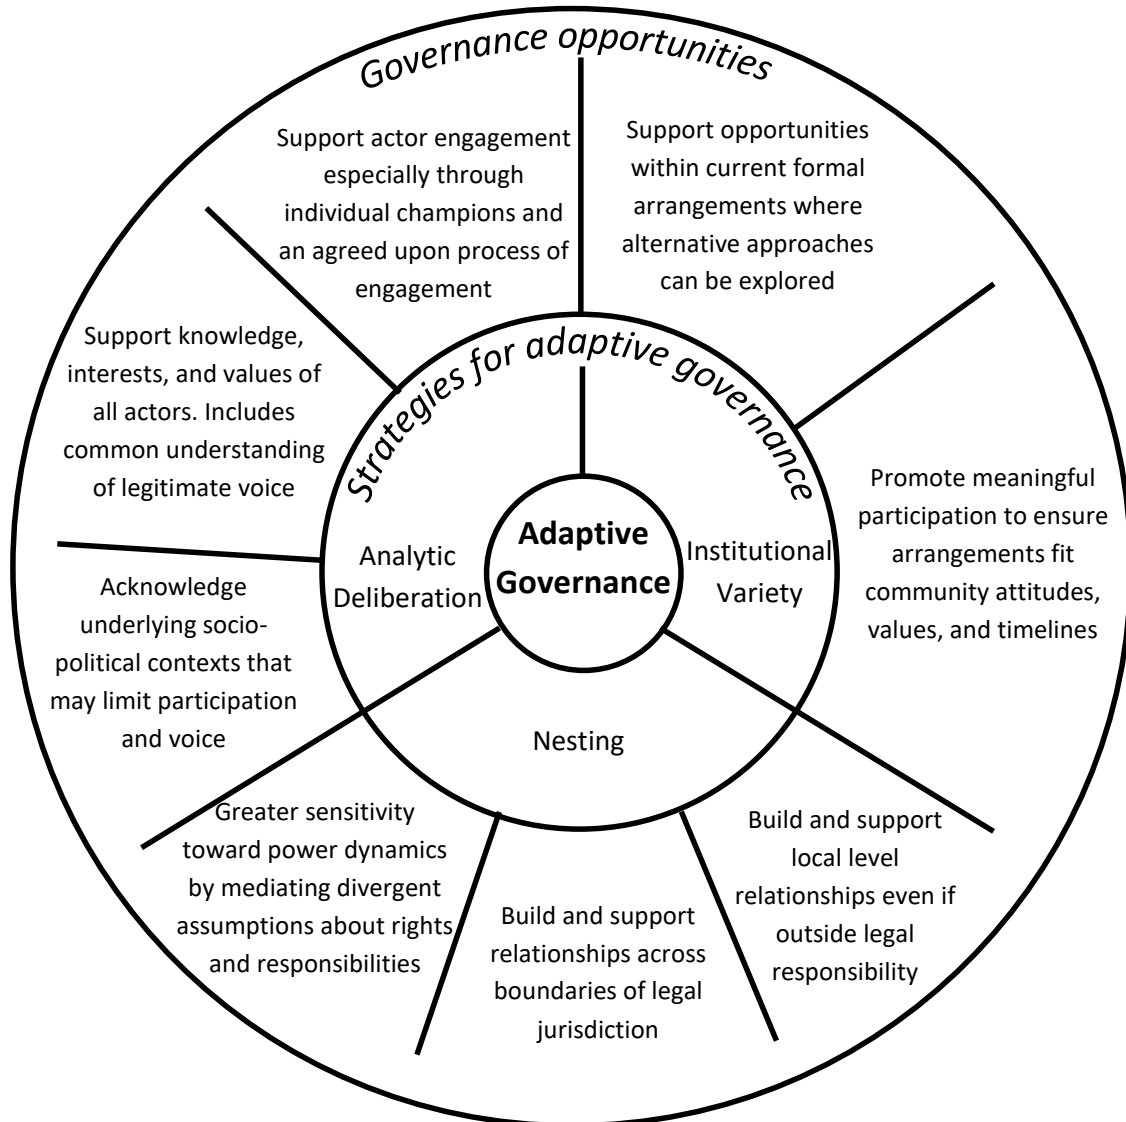 Governance opportunities
Support actor engagement
especially through
individual champions and
an agreed upon process of
engagement
Support opportunities
within current formal
arrangements where
alternative approaches
can be explored
Support knowledge,
interests, and values of
all actors. Includes
common understanding
of legitimate voice
Strategies for adaptive governance
Promote meaningful
participation to ensure
arrangements fit
community attitudes,
values, and timelines
Analytic
Deliberation
Adaptive
Governance
Institutional
Variety
Acknowledge
underlying socio-
political contexts that
may limit participation
and voice
Nesting
Greater sensitivity
toward power dynamics
by mediating divergent
assumptions about rights
and responsibilities
Build and support
relationships across
boundaries of legal
jurisdiction
Build and support
local level
relationships even if
outside legal
responsibility